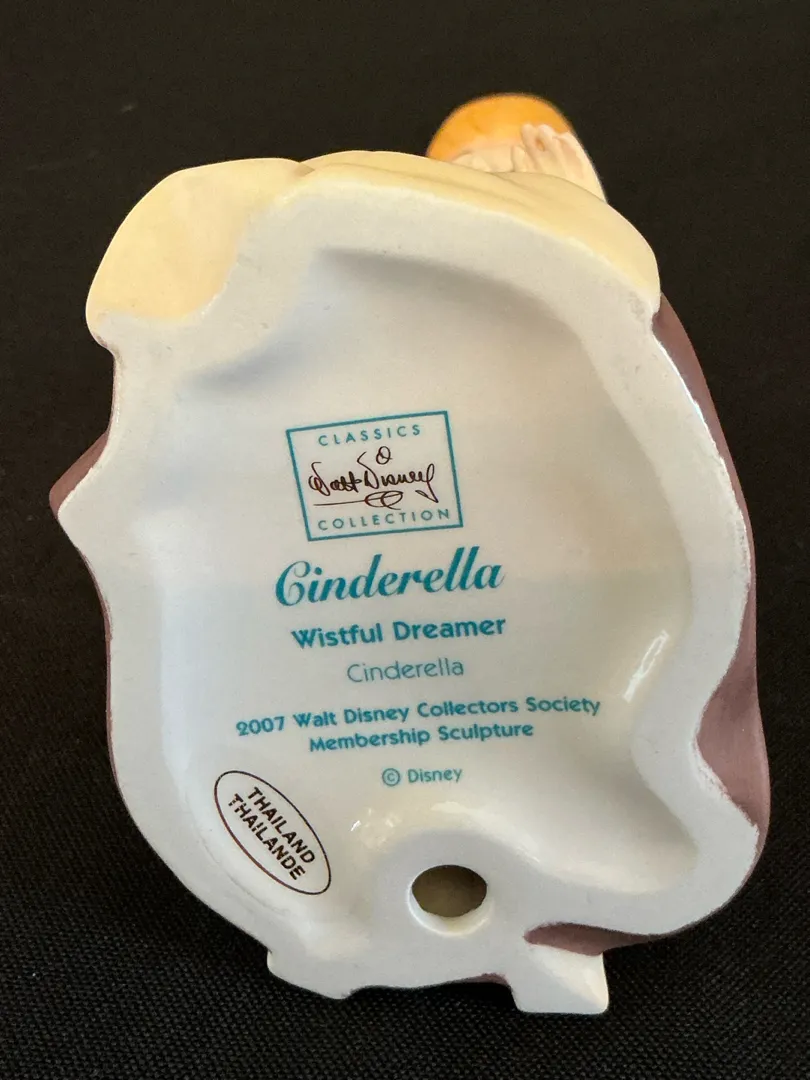 CLASSICS
Walt Disney
COLLECTION
Cinderella
Wistful Dreamer
Cinderella
2007 Walt Disney Collectors Society
Membership Sculpture
© Disney
THAILAND
THAILANDE